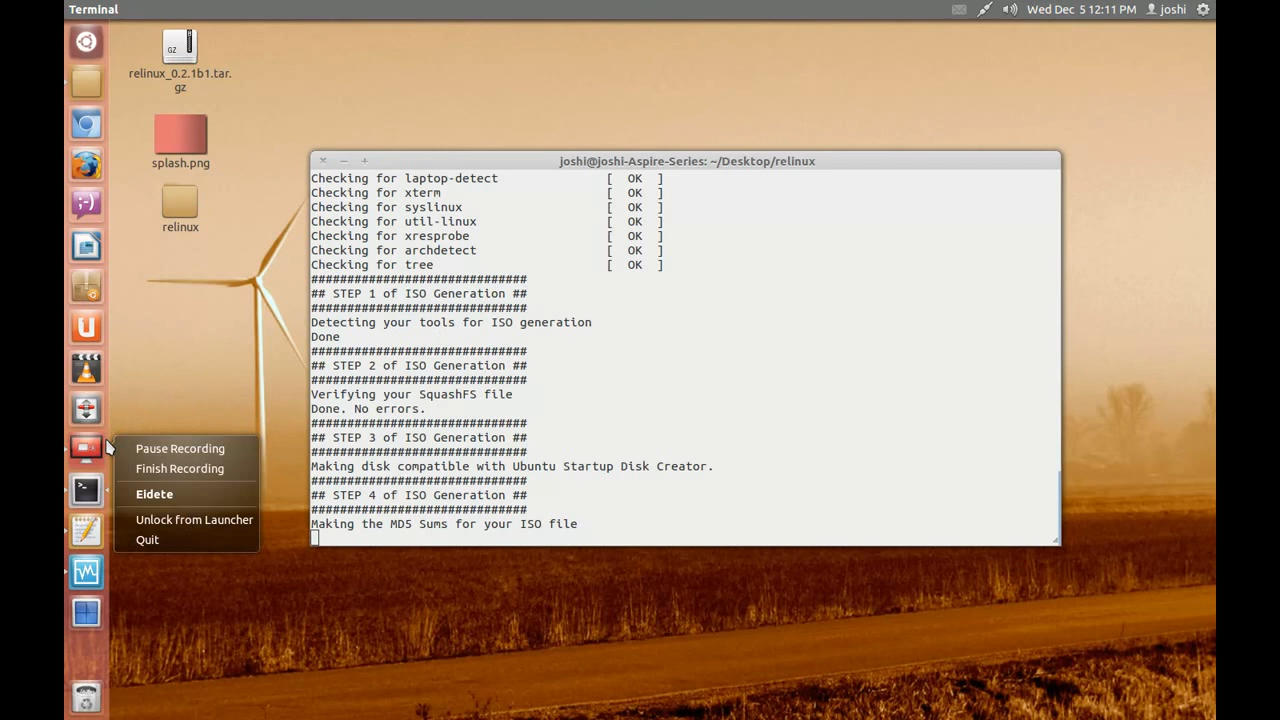 Terminal
Wed Dec 5 12:11 PM
joshi
GZ
relinux_0.2.1b1.tar.
gz
splash.png
relinux
joshi@joshi-Aspire-Series: ~/Desktop/relinux
Checking for laptop-detect [ OK ]
Checking for xterm [ OK ]
Checking for syslinux [ OK ]
Checking for util-linux [ OK ]
Checking for xresprobe [ OK ]
Checking for archdetect [ OK ]
Checking for tree [ OK ]
##############################
## STEP 1 of ISO Generation ##
##############################
Detecting your tools for ISO generation
Done
##############################
## STEP 2 of ISO Generation ##
##############################
Verifying your SquashFS file
Done. No errors.
##############################
## STEP 3 of ISO Generation ##
##############################
Making disk compatible with Ubuntu Startup Disk Creator.
##############################
## STEP 4 of ISO Generation ##
##############################
Making the MD5 Sums for your ISO file
Pause Recording
Finish Recording
Eidete
Unlock from Launcher
Quit